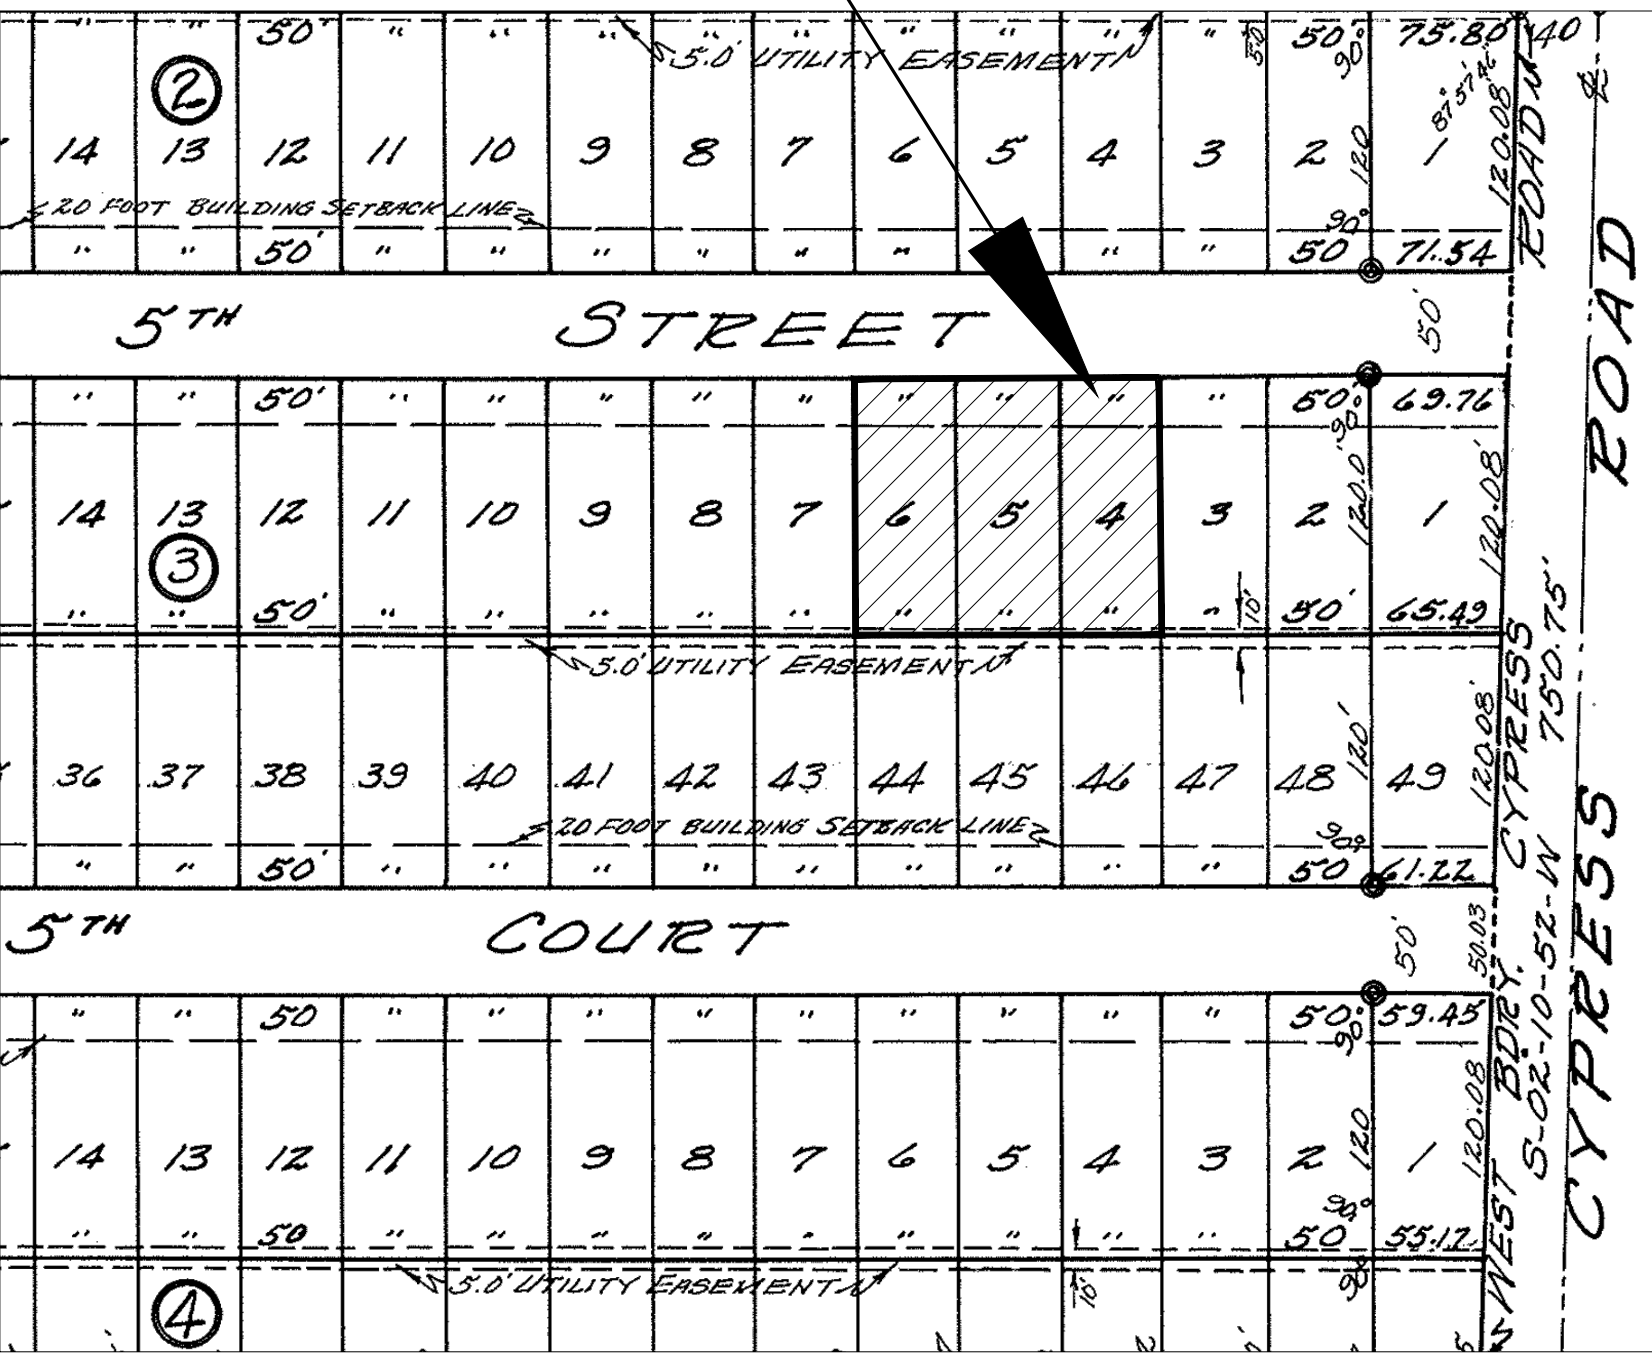 " " 50' " " " " " " " " " 50' 75.80 40
5.0' UTILITY EASEMENT 5.0' 90°
2
87°57'46"
14 13 12 11 10 9 8 7 6 5 4 3 2 120 1 120.08
20 FOOT BUILDING SETBACK LINE 90°
" " 50' " " " " " " " " 50 71.54
ROAD
5TH STREET 50'
" " 50' " " " " " " " " " 50' 69.76
90°
14 13 12 11 10 9 8 7 6 5 4 3 2 120.0' 1 120.08'
3
" " 50' " " " " " " " " " 10' 50' 65.49
5.0' UTILITY EASEMENT
36 37 38 39 40 41 42 43 44 45 46 47 48 120' 49 120.08'
20 FOOT BUILDING SETBACK LINE 90°
" " 50' " " " " " " " " " 50 61.22
5TH COURT 50' 50.03
" " 50 " " " " " " " " " 50' 59.45
90°
14 13 12 11 10 9 8 7 6 5 4 3 2 120 1 120.08
90°
" " 50 " " " " " " " " " 50 55.17
5.0' UTILITY EASEMENT 10' 90°
4
WEST BDRY. CYPRESS
S-02°-10-52-W 750.75'
CYPRESS ROAD